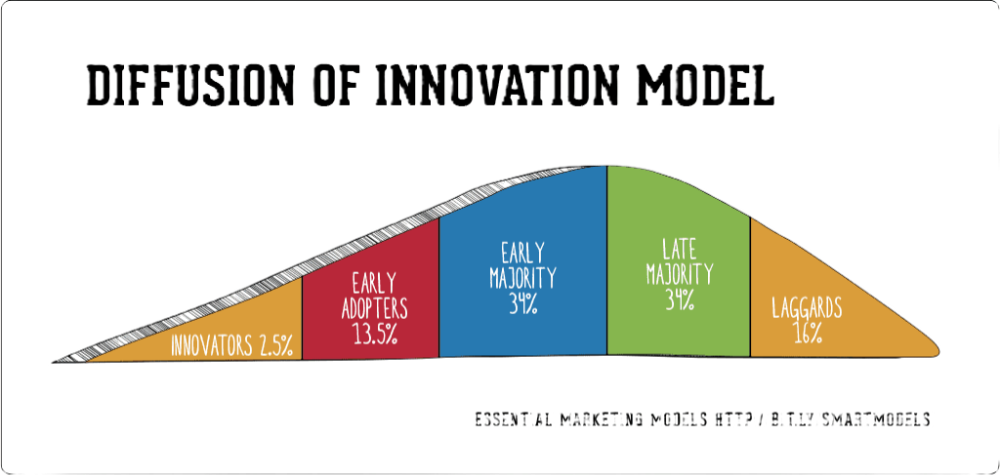 DIFFUSION OF INNOVATION MODEL
INNOVATORS 2.5%
EARLY
ADOPTERS
13.5%
EARLY
MAJORITY
34%
LATE
MAJORITY
34%
LAGGARDS
16%
ESSENTIAL MARKETING MODELS HTTP / B.T.LY SMARTMODELS